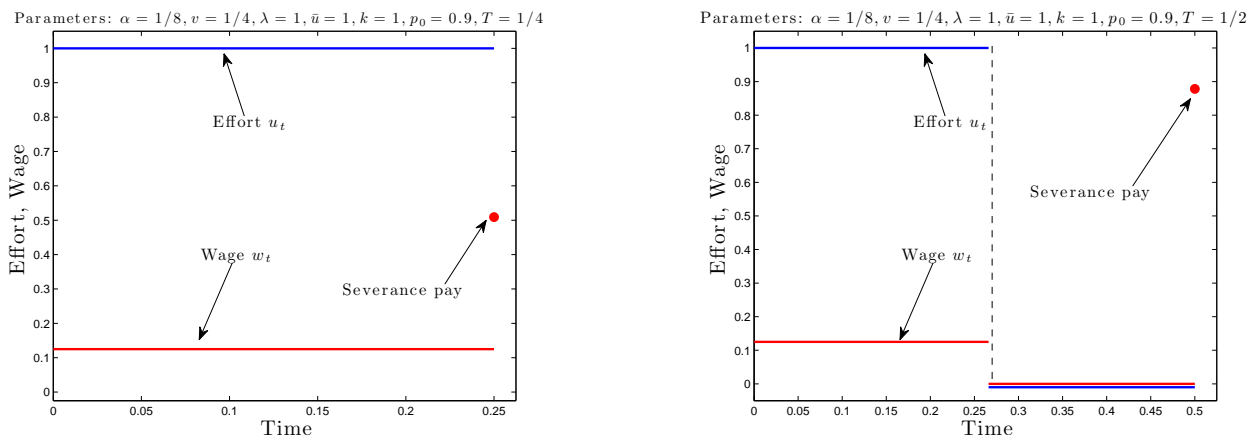 Parameters: α = 1/8, v = 1/4, λ = 1, ū = 1, k = 1, p₀ = 0.9, T = 1/4
1
0.9
0.8
0.7
0.6
0.5
0.4
0.3
0.2
0.1
0
Effort, Wage
Effort uₜ
Wage wₜ
Severance pay
0 0.05 0.1 0.15 0.2 0.25
Time
Parameters: α = 1/8, v = 1/4, λ = 1, ū = 1, k = 1, p₀ = 0.9, T = 1/2
1
0.9
0.8
0.7
0.6
0.5
0.4
0.3
0.2
0.1
0
Effort, Wage
Effort uₜ
Severance pay
Wage wₜ
0 0.05 0.1 0.15 0.2 0.25 0.3 0.35 0.4 0.45 0.5
Time